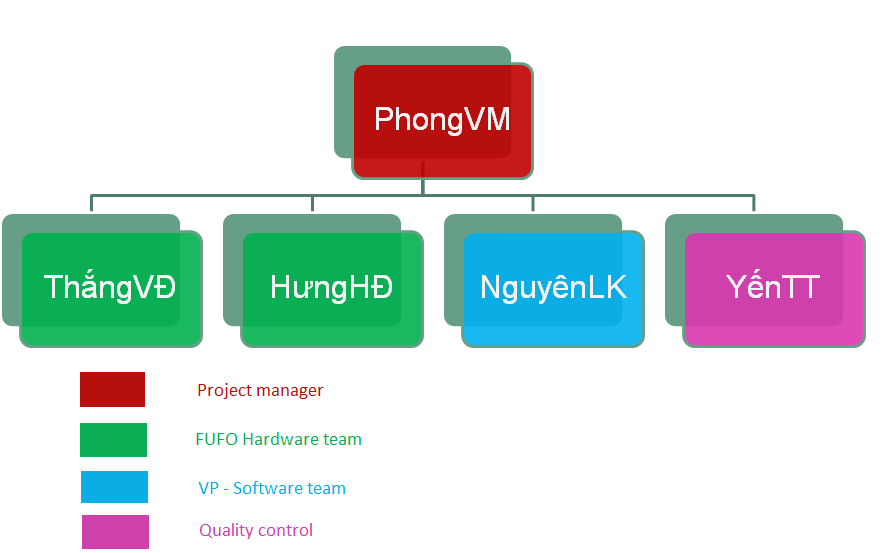 PhongVM
ThắngVĐ
HưngHĐ
NguyênLK
YếnTT
Project manager
FUFO Hardware team
VP - Software team
Quality control